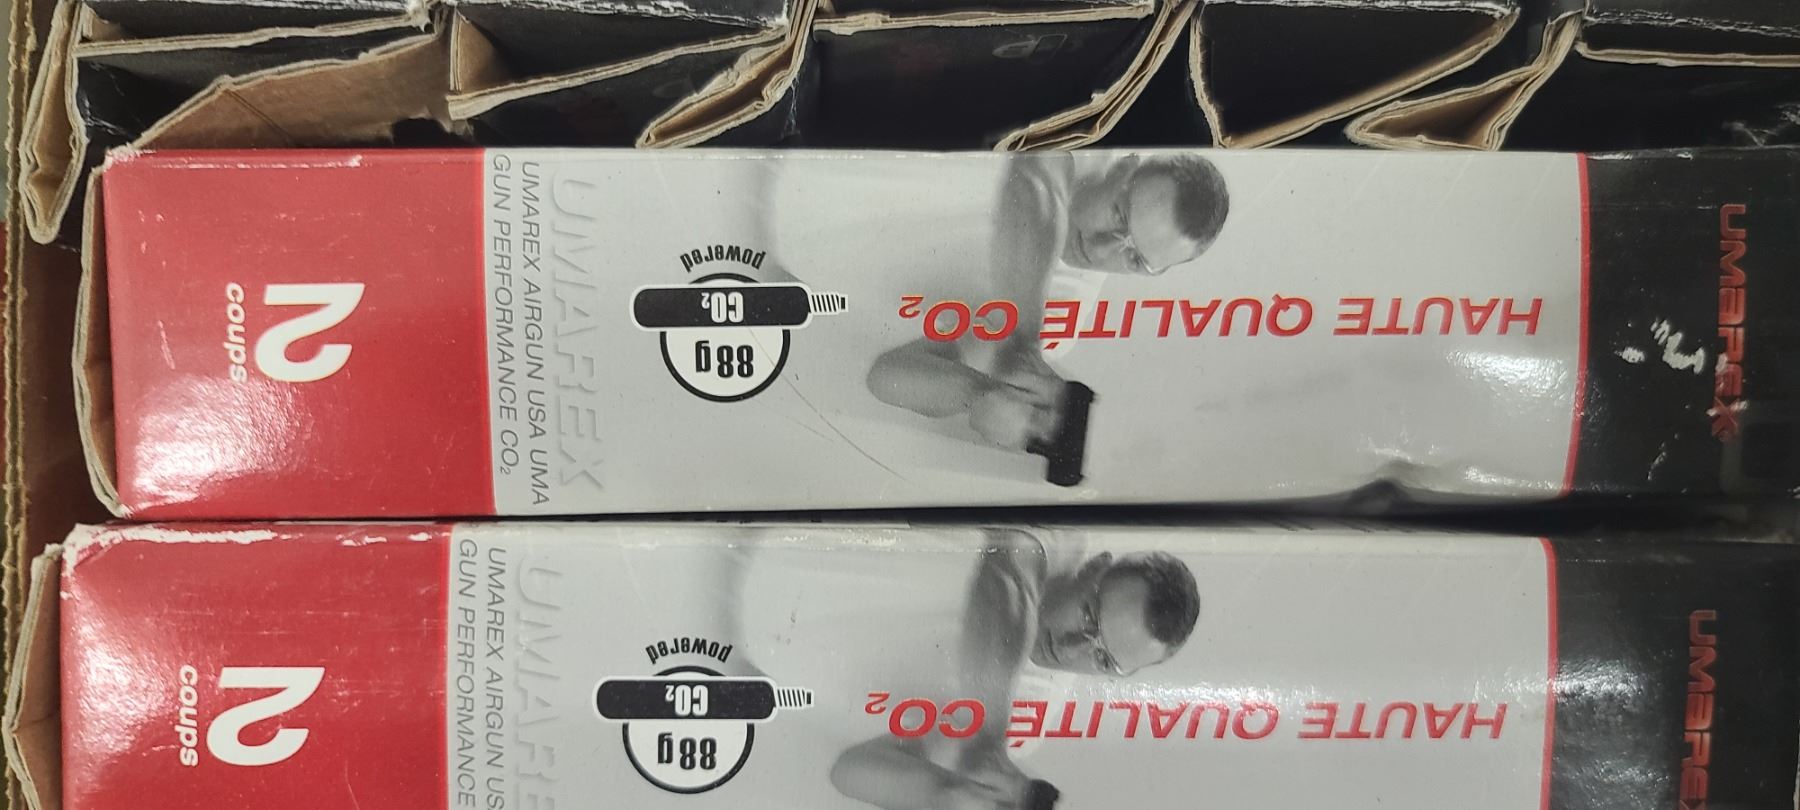 UMAREX
HAUTE QUALITÉ CO₂
88g
CO₂
powered
UMAREX
UMAREX AIRGUN USA UMA
GUN PERFORMANCE CO₂
2
coups
UMAREX
HAUTE QUALITÉ CO₂
88g
CO₂
powered
UMARE
UMAREX AIRGUN US
GUN PERFORMANCE
2
coups